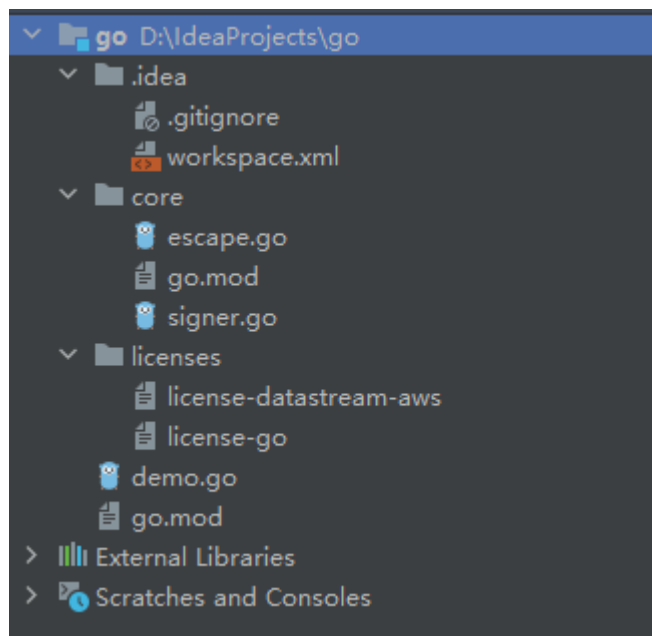 go D:\IdeaProjects\go
.idea
.gitignore
workspace.xml
core
escape.go
go.mod
signer.go
licenses
license-datastream-aws
license-go
demo.go
go.mod
External Libraries
Scratches and Consoles